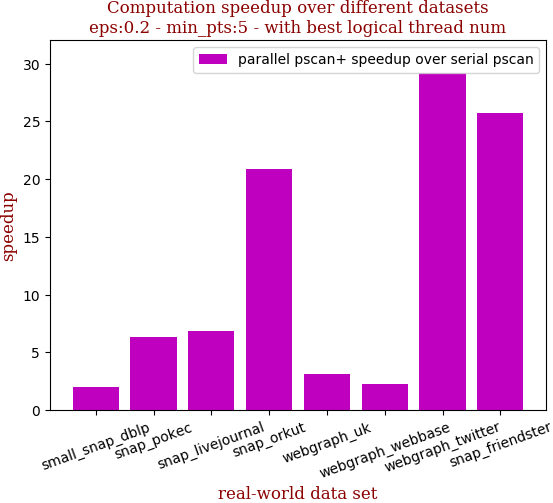 Computation speedup over different datasets
eps:0.2 - min_pts:5 - with best logical thread num
parallel pscan+ speedup over serial pscan
30
25
20
15
10
5
0
speedup
small_snap_dblp
snap_pokec
snap_livejournal
snap_orkut
webgraph_uk
webgraph_webbase
webgraph_twitter
snap_friendster
real-world data set